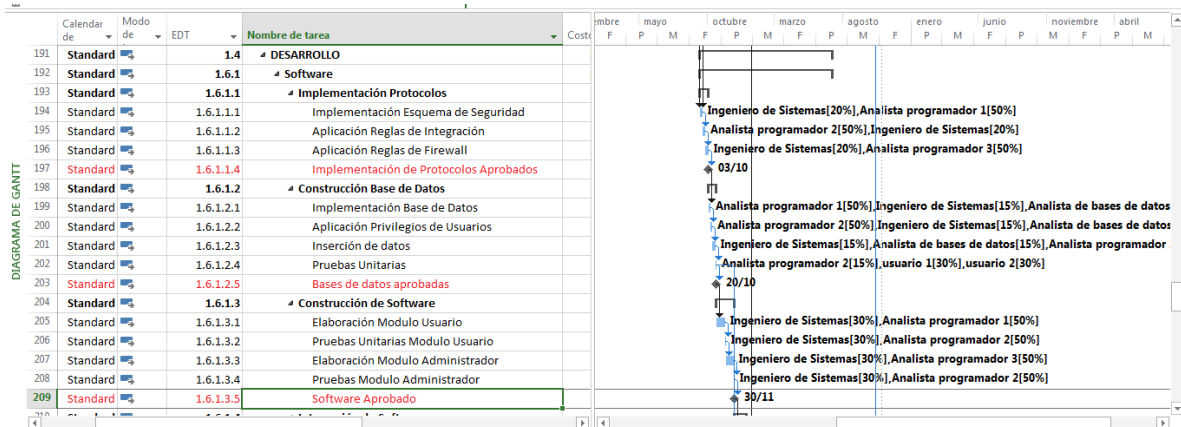 Calendar de Modo de EDT Nombre de tarea Costo
embre mayo octubre marzo agosto enero junio noviembre abril
F P M F P M F P M F P M F P M
DIAGRAMA DE GANTT
191 Standard 1.4 DESARROLLO
192 Standard 1.6.1 Software
193 Standard 1.6.1.1 Implementación Protocolos
194 Standard 1.6.1.1.1 Implementación Esquema de Seguridad Ingeniero de Sistemas[20%],Analista programador 1[50%]
195 Standard 1.6.1.1.2 Aplicación Reglas de Integración Analista programador 2[50%],Ingeniero de Sistemas[20%]
196 Standard 1.6.1.1.3 Aplicación Reglas de Firewall Ingeniero de Sistemas[20%],Analista programador 3[50%]
197 Standard 1.6.1.1.4 Implementación de Protocolos Aprobados 03/10
198 Standard 1.6.1.2 Construcción Base de Datos
199 Standard 1.6.1.2.1 Implementación Base de Datos Analista programador 1[50%],Ingeniero de Sistemas[15%],Analista de bases de datos
200 Standard 1.6.1.2.2 Aplicación Privilegios de Usuarios Analista programador 2[50%],Ingeniero de Sistemas[15%],Analista de bases de datos
201 Standard 1.6.1.2.3 Inserción de datos Ingeniero de Sistemas[15%],Analista de bases de datos[15%],Analista programador
202 Standard 1.6.1.2.4 Pruebas Unitarias Analista programador 2[15%],usuario 1[30%],usuario 2[30%]
203 Standard 1.6.1.2.5 Bases de datos aprobadas 20/10
204 Standard 1.6.1.3 Construcción de Software
205 Standard 1.6.1.3.1 Elaboración Modulo Usuario Ingeniero de Sistemas[30%],Analista programador 1[50%]
206 Standard 1.6.1.3.2 Pruebas Unitarias Modulo Usuario Ingeniero de Sistemas[30%],Analista programador 2[50%]
207 Standard 1.6.1.3.3 Elaboración Modulo Administrador Ingeniero de Sistemas[30%],Analista programador 3[50%]
208 Standard 1.6.1.3.4 Pruebas Modulo Administrador Ingeniero de Sistemas[30%],Analista programador 2[50%]
209 Standard 1.6.1.3.5 Software Aprobado 30/11